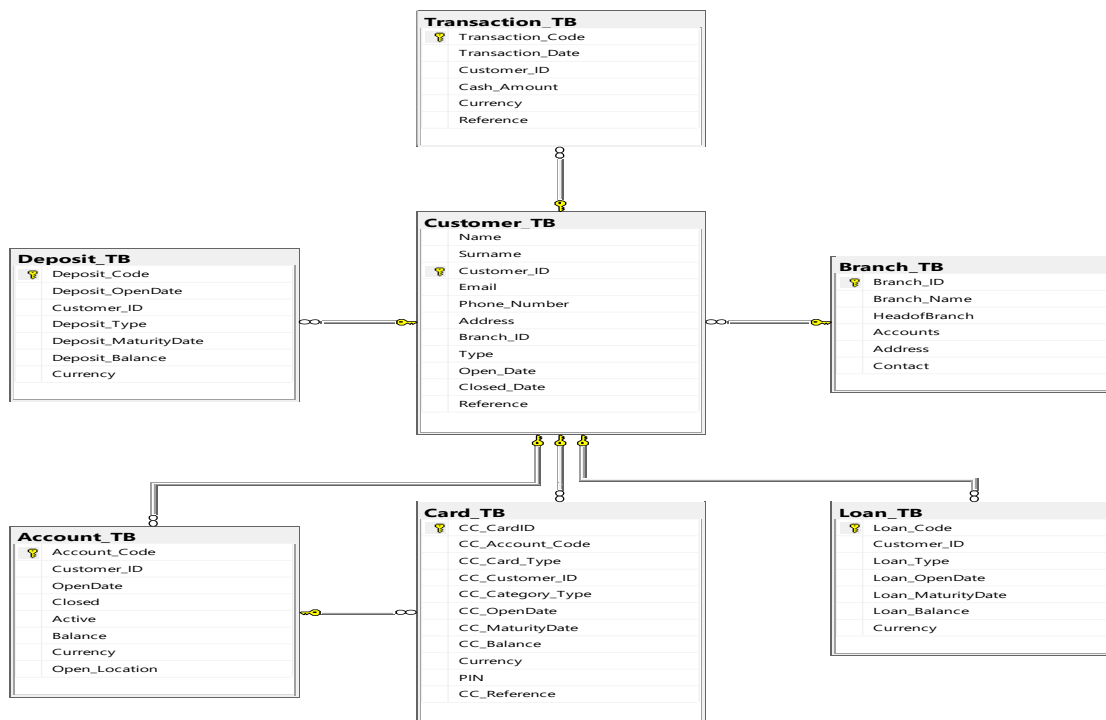 Transaction_TB
Transaction_Code
Transaction_Date
Customer_ID
Cash_Amount
Currency
Reference
Customer_TB
Name
Surname
Customer_ID
Email
Phone_Number
Address
Branch_ID
Type
Open_Date
Closed_Date
Reference
Deposit_TB
Deposit_Code
Deposit_OpenDate
Customer_ID
Deposit_Type
Deposit_MaturityDate
Deposit_Balance
Currency
Branch_TB
Branch_ID
Branch_Name
HeadofBranch
Accounts
Address
Contact
Account_TB
Account_Code
Customer_ID
OpenDate
Closed
Active
Balance
Currency
Open_Location
Card_TB
CC_CardID
CC_Account_Code
CC_Card_Type
CC_Customer_ID
CC_Category_Type
CC_OpenDate
CC_MaturityDate
CC_Balance
Currency
PIN
CC_Reference
Loan_TB
Loan_Code
Customer_ID
Loan_Type
Loan_OpenDate
Loan_MaturityDate
Loan_Balance
Currency